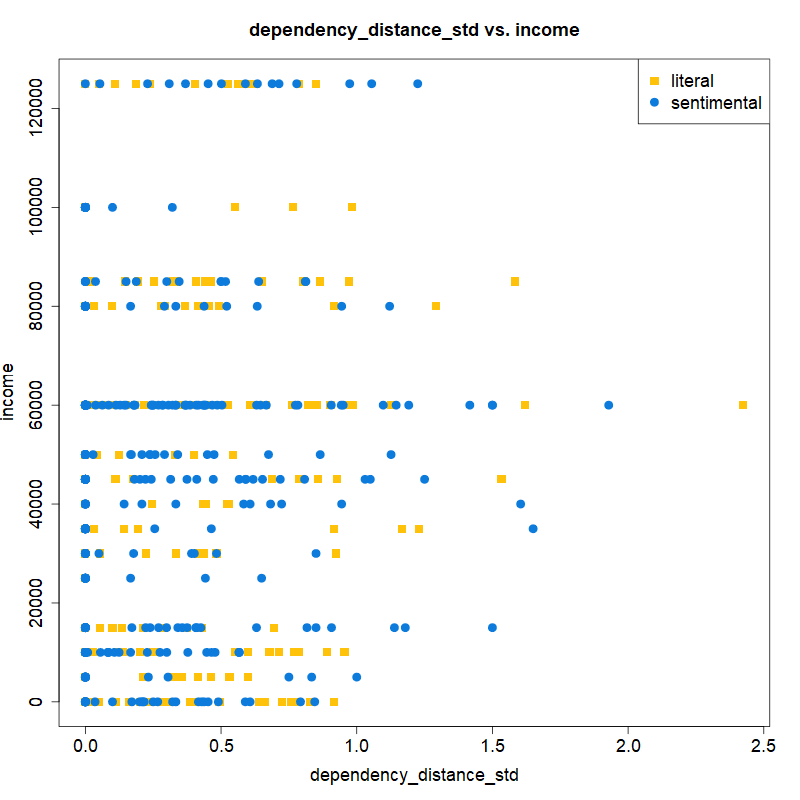 dependency_distance_std vs. income
literal
sentimental
120000
100000
80000
60000
40000
20000
0
income
0.0 0.5 1.0 1.5 2.0 2.5
dependency_distance_std